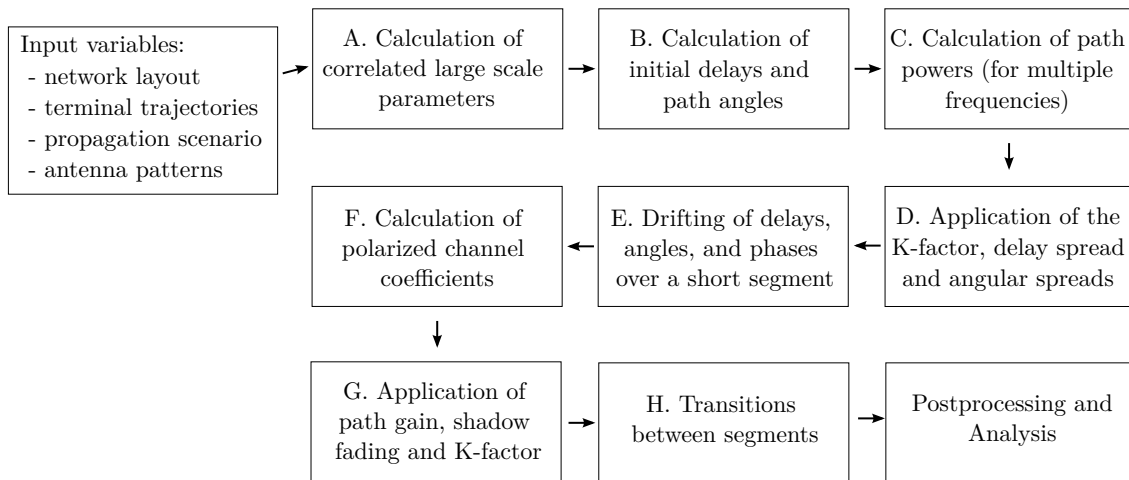 Input variables:
- network layout
- terminal trajectories
- propagation scenario
- antenna patterns
A. Calculation of
correlated large scale
parameters
B. Calculation of
initial delays and
path angles
C. Calculation of path
powers (for multiple
frequencies)
D. Application of the
K-factor, delay spread
and angular spreads
E. Drifting of delays,
angles, and phases
over a short segment
F. Calculation of
polarized channel
coefficients
G. Application of
path gain, shadow
fading and K-factor
H. Transitions
between segments
Postprocessing and
Analysis